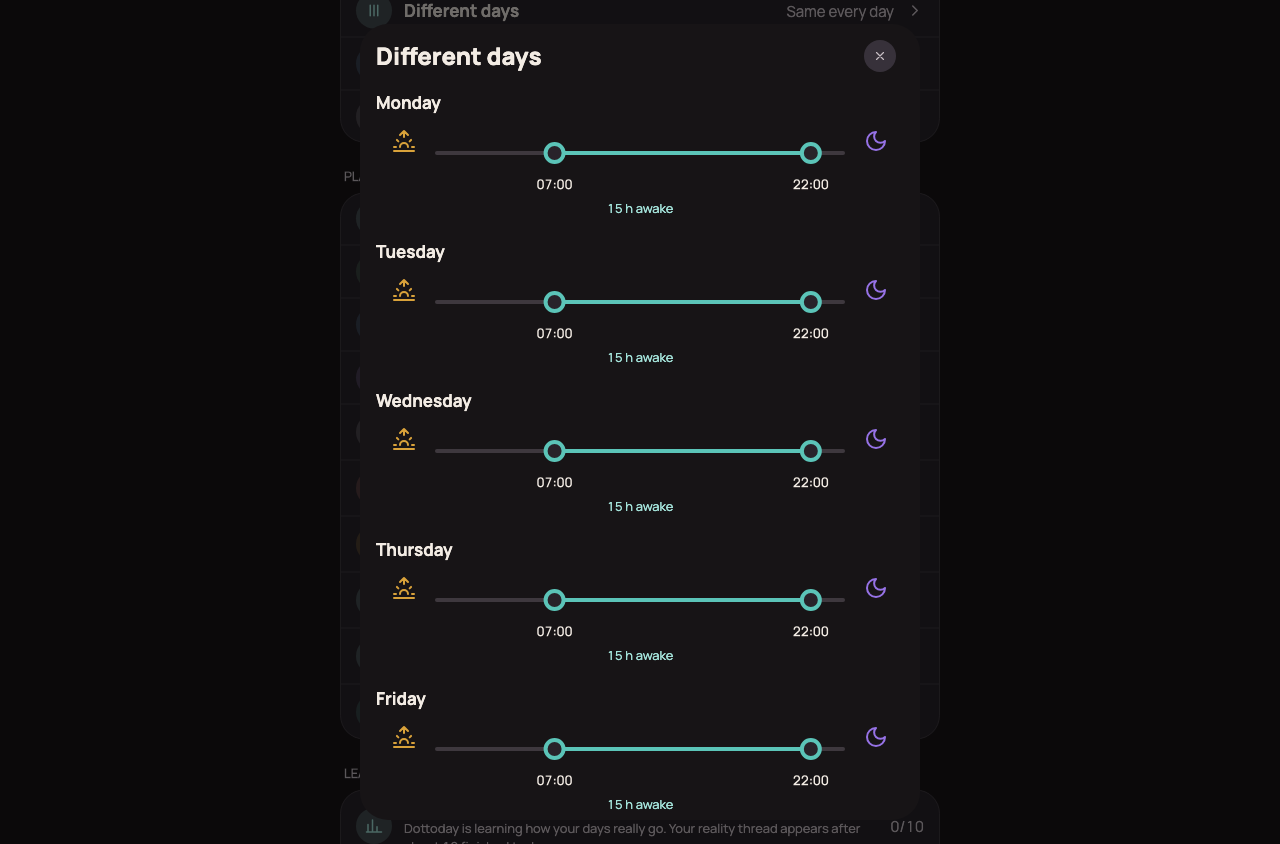 Different days
Same every day
Different days
Monday
07:00
22:00
15 h awake
Tuesday
07:00
22:00
15 h awake
Wednesday
07:00
22:00
15 h awake
Thursday
07:00
22:00
15 h awake
Friday
07:00
22:00
15 h awake
Dottoday is learning how your days really go. Your reality thread appears after
0/10